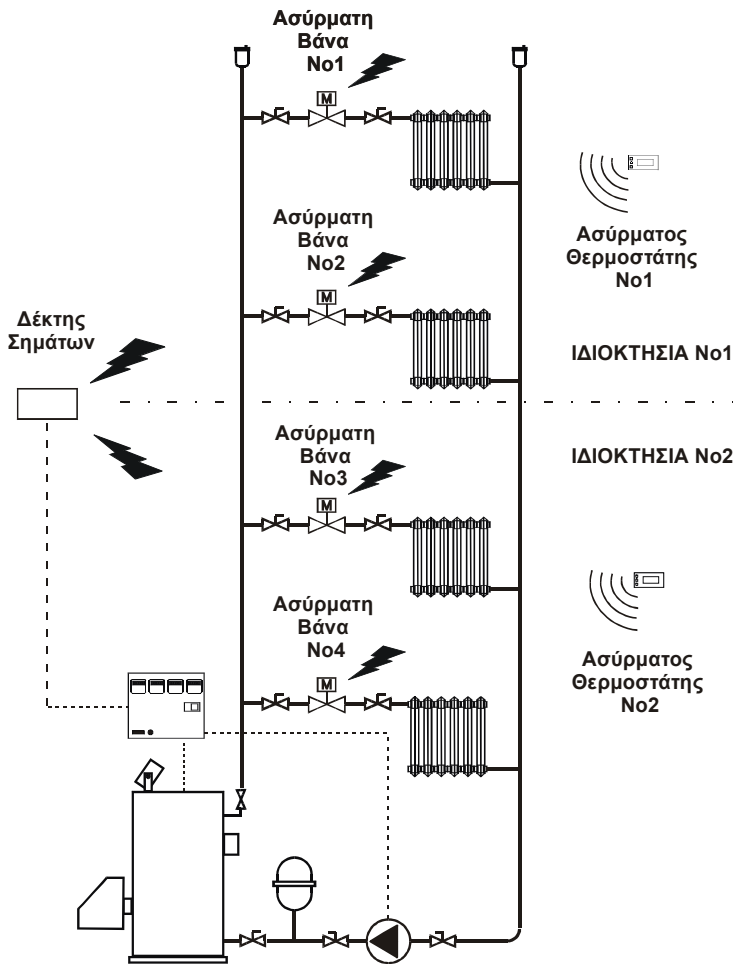 Ασύρματη
Βάνα
Νο1
M
Ασύρματος
Θερμοστάτης
Νο1
Ασύρματη
Βάνα
Νο2
M
Δέκτης
Σημάτων
ΙΔΙΟΚΤΗΣΙΑ Νο1
Ασύρματη
Βάνα
Νο3
M
ΙΔΙΟΚΤΗΣΙΑ Νο2
Ασύρματη
Βάνα
Νο4
M
Ασύρματος
Θερμοστάτης
Νο2